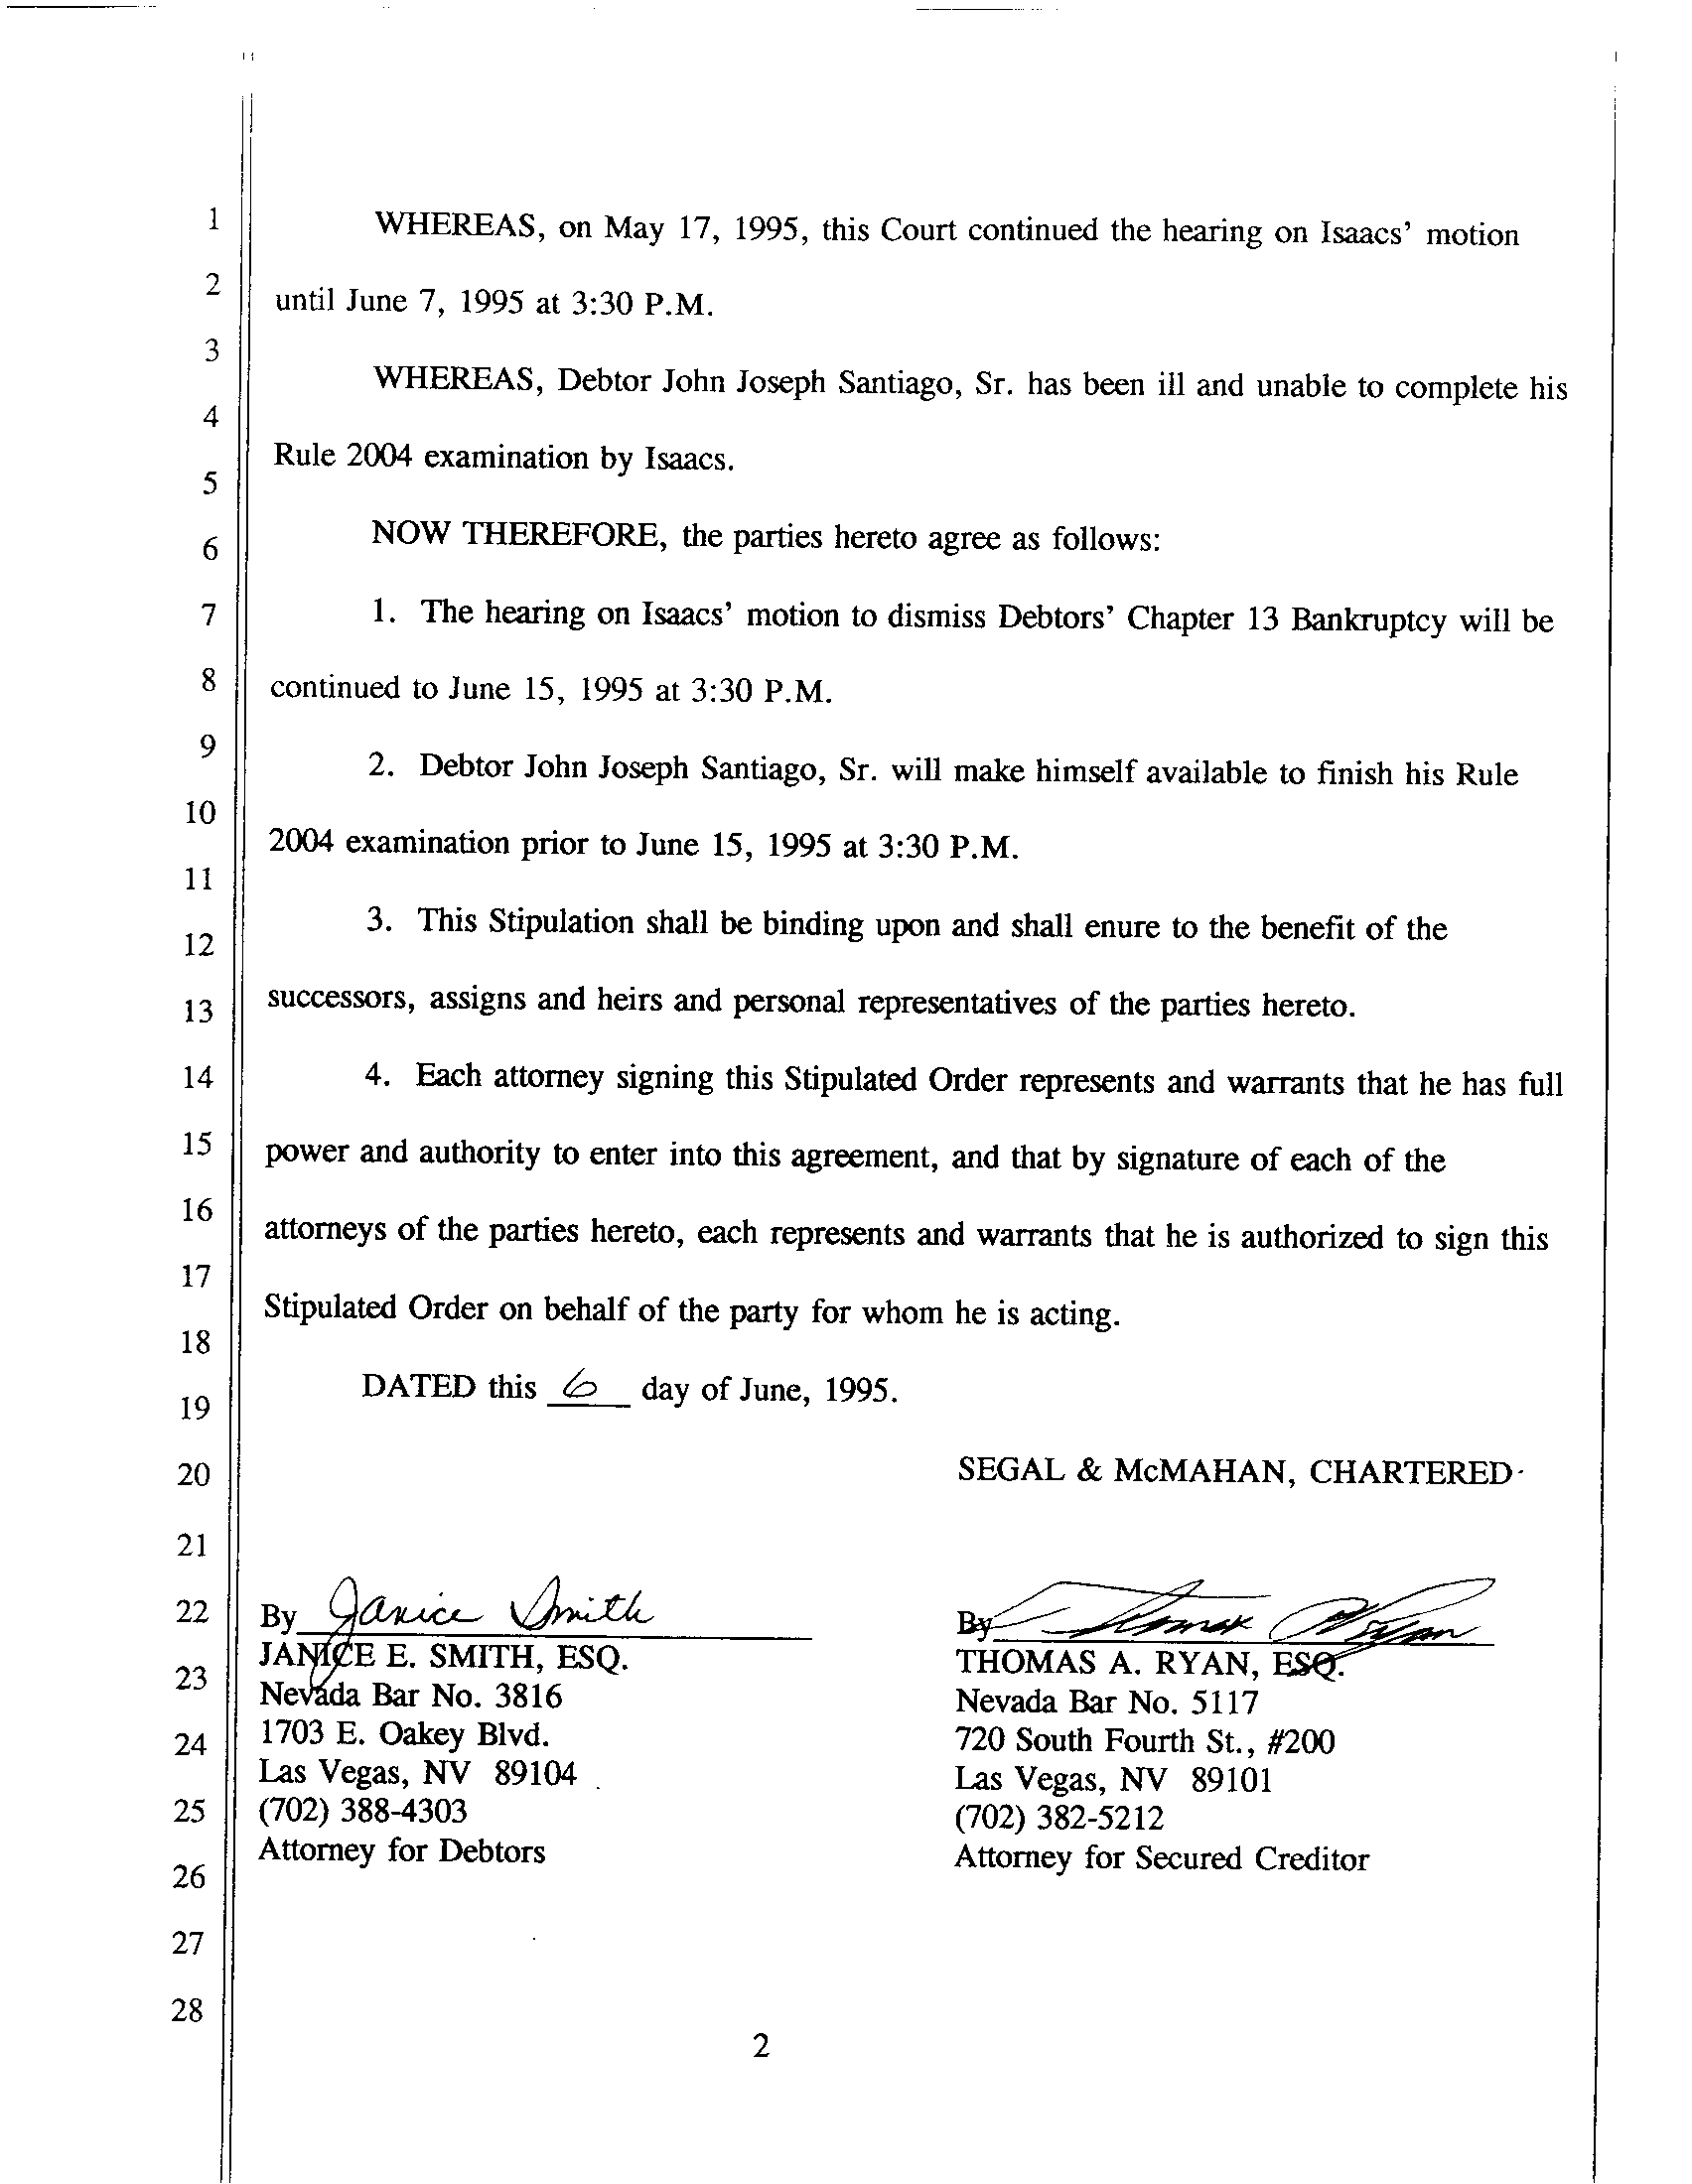 1 WHEREAS, on May 17, 1995, this Court continued the hearing on Isaacs' motion
2 until June 7, 1995 at 3:30 P.M.
3
WHEREAS, Debtor John Joseph Santiago, Sr. has been ill and unable to complete his
4
Rule 2004 examination by Isaacs.
5
6 NOW THEREFORE, the parties hereto agree as follows:
7 1. The hearing on Isaacs' motion to dismiss Debtors' Chapter 13 Bankruptcy will be
8 continued to June 15, 1995 at 3:30 P.M.
9 2. Debtor John Joseph Santiago, Sr. will make himself available to finish his Rule
10
2004 examination prior to June 15, 1995 at 3:30 P.M.
11
3. This Stipulation shall be binding upon and shall enure to the benefit of the
12
13 successors, assigns and heirs and personal representatives of the parties hereto.
14 4. Each attorney signing this Stipulated Order represents and warrants that he has full
15 power and authority to enter into this agreement, and that by signature of each of the
16 attorneys of the parties hereto, each represents and warrants that he is authorized to sign this
17
Stipulated Order on behalf of the party for whom he is acting.
18
DATED this 6 day of June, 1995.
19
20 SEGAL & McMAHAN, CHARTERED
21
22 By Janice Smith
JANICE E. SMITH, ESQ.
23 Nevada Bar No. 3816
24 1703 E. Oakey Blvd.
Las Vegas, NV 89104
25 (702) 388-4303
Attorney for Debtors
26
By Thomas A Ryan
THOMAS A. RYAN, ESQ.
Nevada Bar No. 5117
720 South Fourth St., #200
Las Vegas, NV 89101
(702) 382-5212
Attorney for Secured Creditor
27
28
2